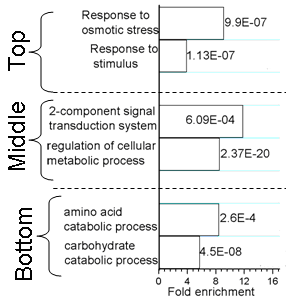 Top
Response to
osmotic stress
9.9E-07
Response to
stimulus
1.13E-07
Middle
2-component signal
transduction system
6.09E-04
regulation of cellular
metabolic process
2.37E-20
Bottom
amino acid
catabolic process
2.6E-4
carbohydrate
catabolic process
4.5E-08
0 4 8 12 16
Fold enrichment